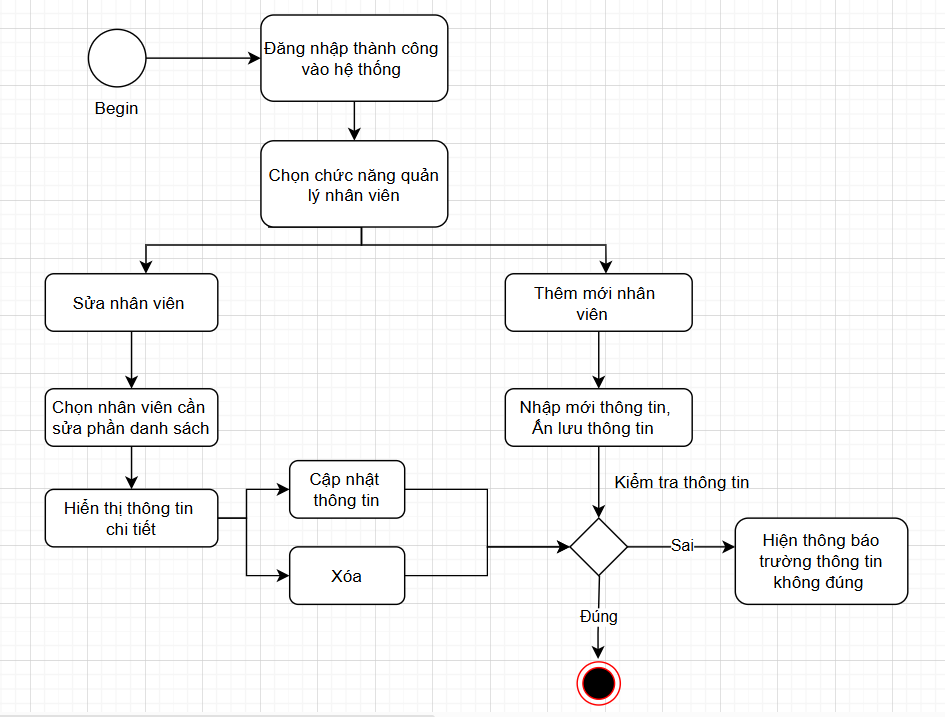 Đăng nhập thành công
vào hệ thống
Begin
Chọn chức năng quản
lý nhân viên
Sửa nhân viên
Thêm mới nhân
viên
Chọn nhân viên cần
sửa phần danh sách
Nhập mới thông tin,
Ấn lưu thông tin
Hiển thị thông tin
chi tiết
Cập nhật
thông tin
Kiểm tra thông tin
Xóa
Sai
Hiện thông báo
trường thông tin
không đúng
Đúng